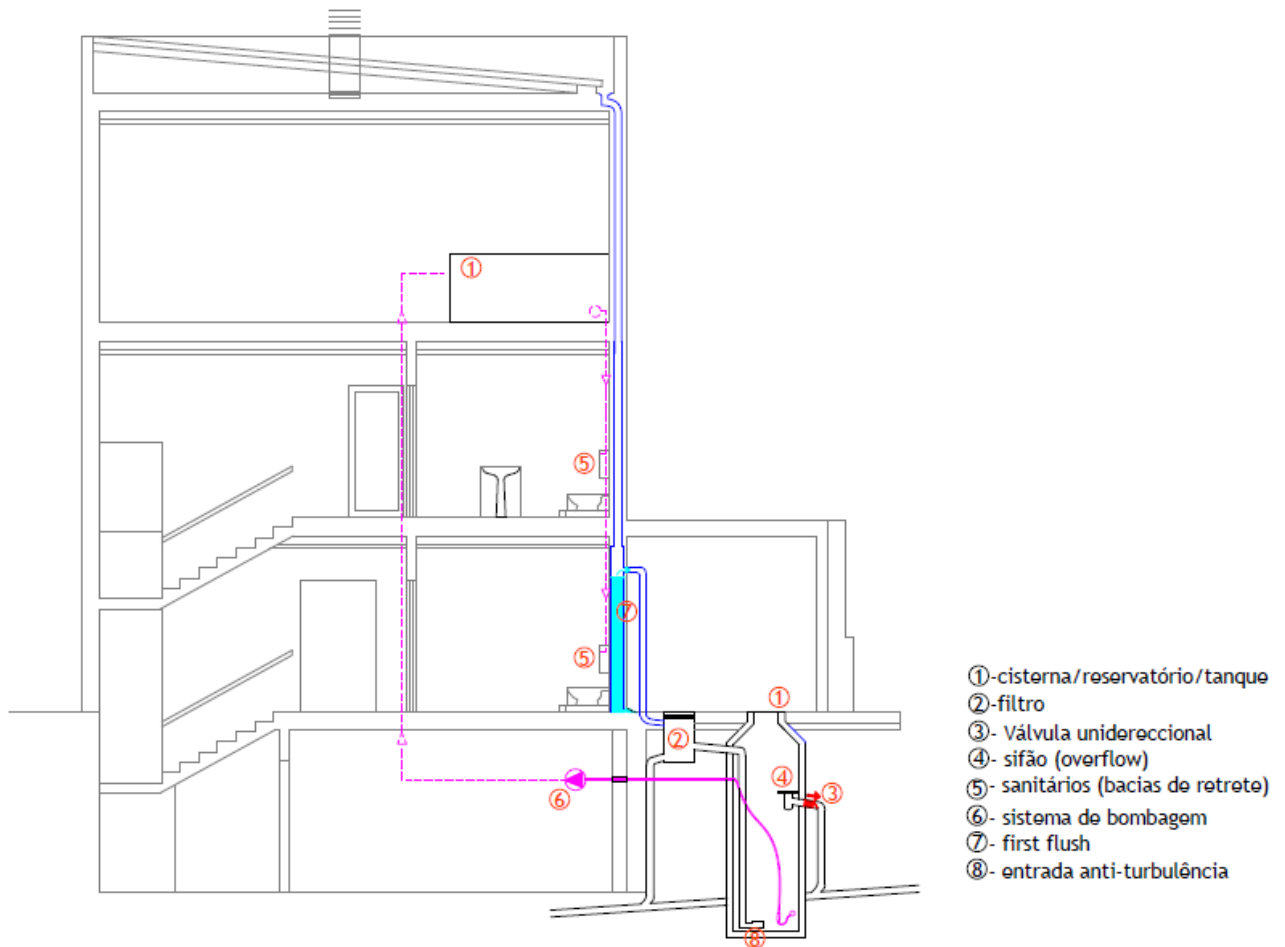 ①
⑤
⑦
⑤
①
②
④
③
⑥
⑧
①-cisterna/reservatório/tanque
②-filtro
③- Válvula unidereccional
④- sifão (overflow)
⑤- sanitários (bacias de retrete)
⑥- sistema de bombagem
⑦- first flush
⑧- entrada anti-turbulência